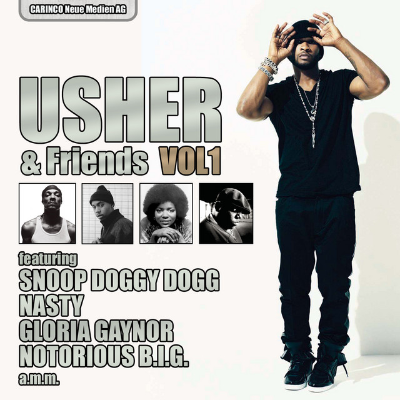 CARINCO Neue Medien AG
USHER
& Friends VOL1
featuring
SNOOP DOGGY DOGG
NASTY
GLORIA GAYNOR
NOTORIOUS B.I.G.
a.m.m.